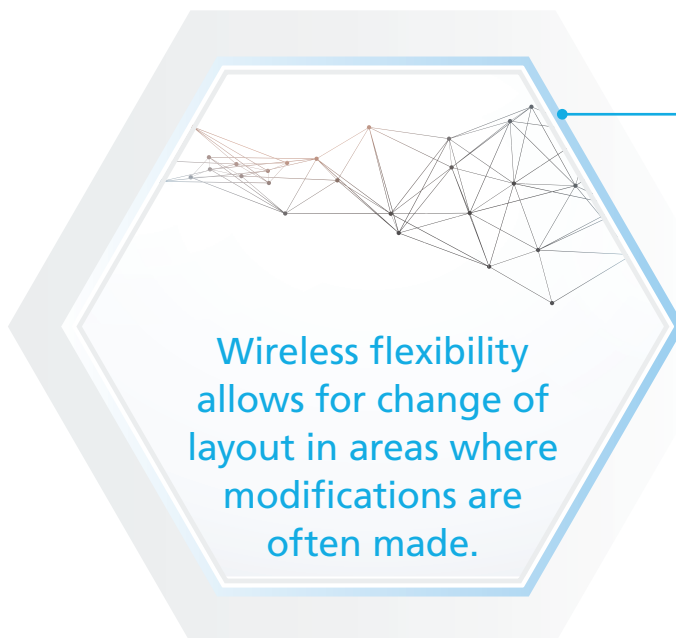 Wireless flexibility
allows for change of
layout in areas where
modifications are
often made.